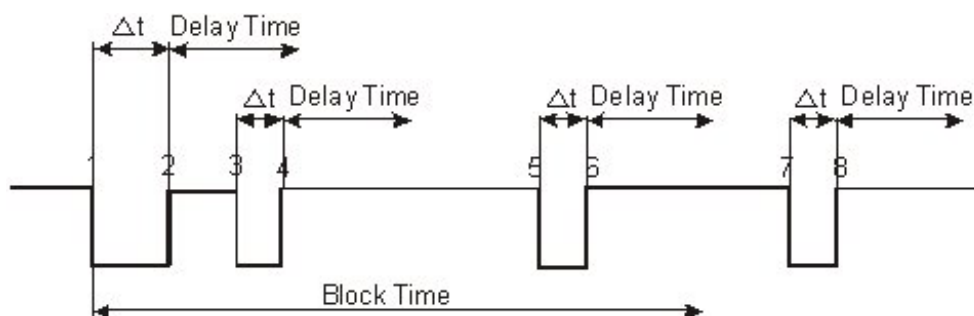 △t Delay Time
△t Delay Time △t Delay Time △t Delay Time
1 2 3 4 5 6 7 8
Block Time